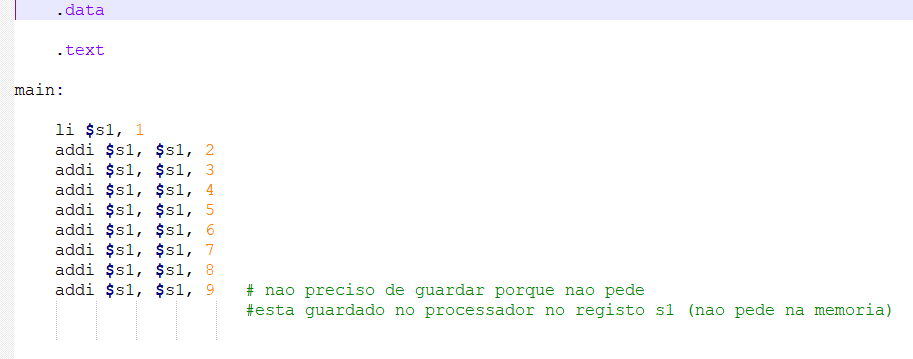 .data
.text
main:
li $s1, 1
addi $s1, $s1, 2
addi $s1, $s1, 3
addi $s1, $s1, 4
addi $s1, $s1, 5
addi $s1, $s1, 6
addi $s1, $s1, 7
addi $s1, $s1, 8
addi $s1, $s1, 9 # nao preciso de guardar porque nao pede
#esta guardado no processador no registo s1 (nao pede na memoria)